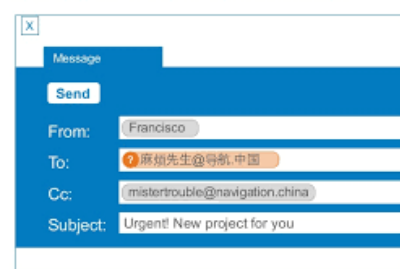 X
Message
Send
From: Francisco
To: ? 麻烦先生@导航.中国
Cc: mistertrouble@navigation.china
Subject: Urgent! New project for you